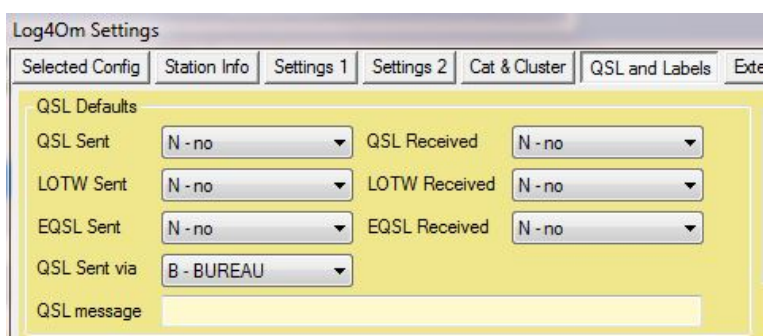 Log4Om Settings
Selected Config Station Info Settings 1 Settings 2 Cat & Cluster QSL and Labels Exte
QSL Defaults
QSL Sent N - no QSL Received N - no
LOTW Sent N - no LOTW Received N - no
EQSL Sent N - no EQSL Received N - no
QSL Sent via B - BUREAU
QSL message